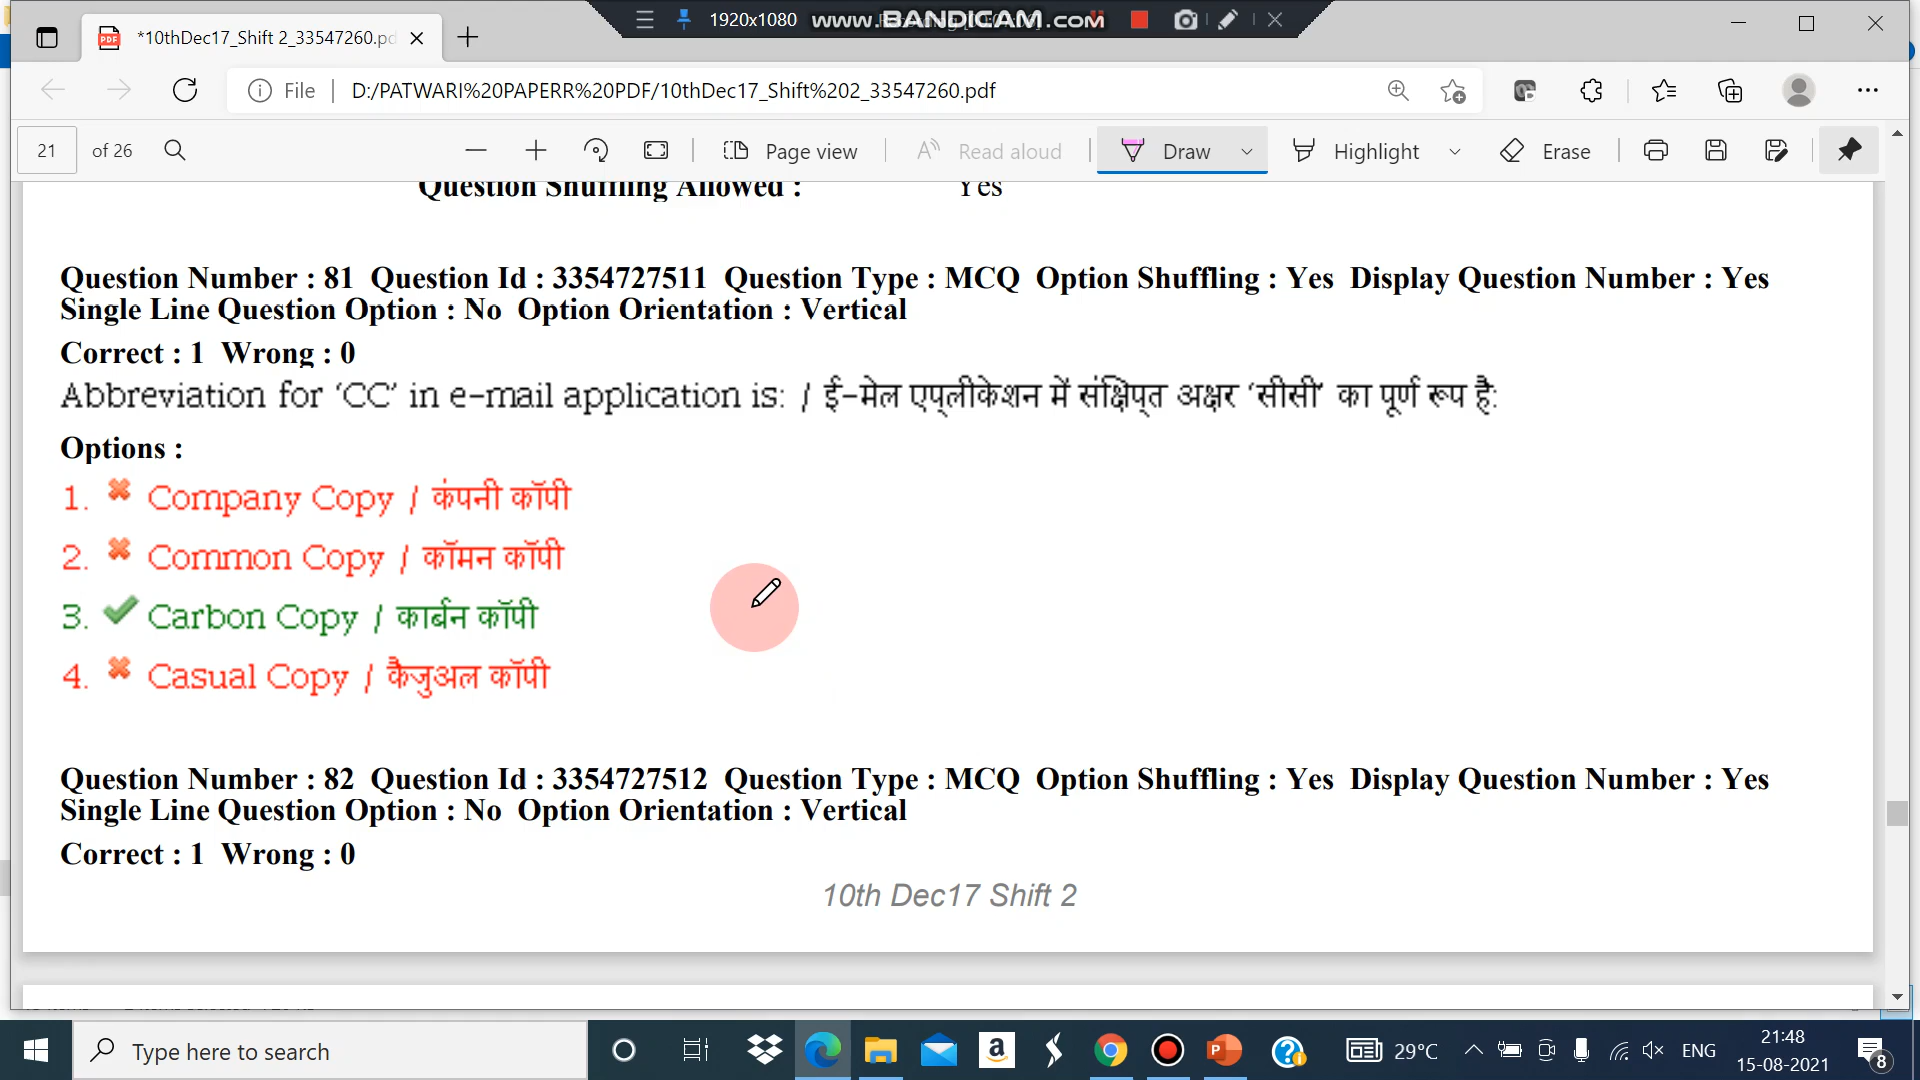 1920x1080 www.BANDICAM.com
*10thDec17_Shift 2_33547260.pd
File D:/PATWARI%20PAPERR%20PDF/10thDec17_Shift%202_33547260.pdf
21 of 26 Page view Read aloud Draw Highlight Erase
Question Shuffling Allowed : Yes
Question Number : 81 Question Id : 3354727511 Question Type : MCQ Option Shuffling : Yes Display Question Number : Yes
Single Line Question Option : No Option Orientation : Vertical
Correct : 1 Wrong : 0
Abbreviation for ‘CC’ in e-mail application is: / ई-मेल एप्लीकेशन में संक्षिप्त अक्षर ‘सीसी’ का पूर्ण रूप है:
Options :
1. Company Copy / कंपनी कॉपी
2. Common Copy / कॉमन कॉपी
3. Carbon Copy / कार्बन कॉपी
4. Casual Copy / कैजुअल कॉपी
Question Number : 82 Question Id : 3354727512 Question Type : MCQ Option Shuffling : Yes Display Question Number : Yes
Single Line Question Option : No Option Orientation : Vertical
Correct : 1 Wrong : 0
10th Dec17 Shift 2
Type here to search
29°C
ENG
21:48
15-08-2021
8